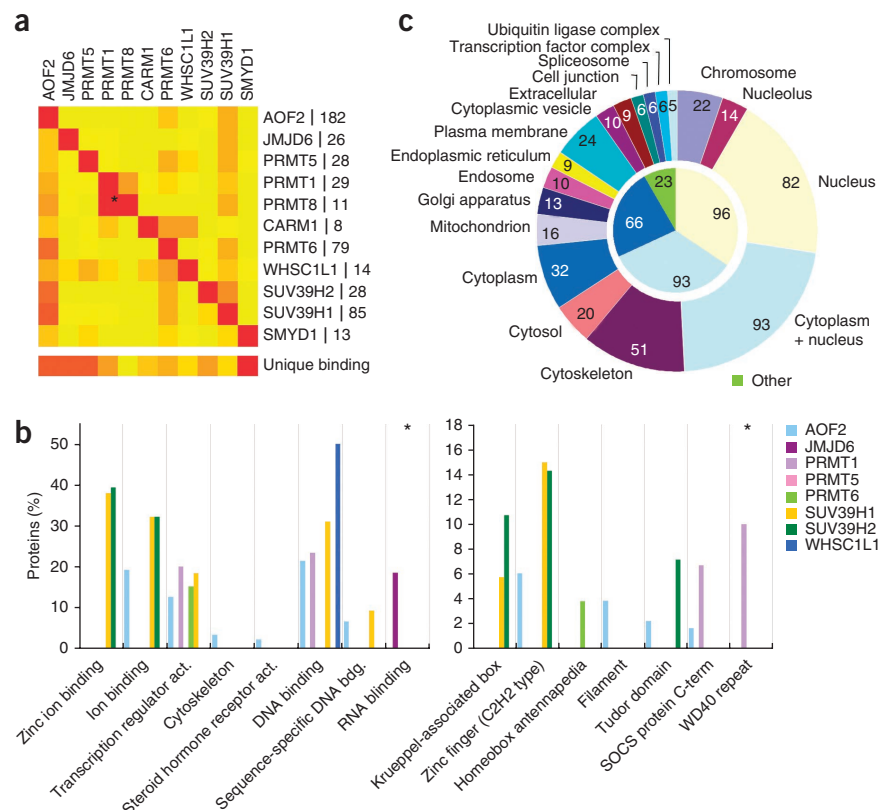 a
AOF2
JMJD6
PRMT5
PRMT1
PRMT8
CARM1
PRMT6
WHSC1L1
SUV39H2
SUV39H1
SMYD1
AOF2 | 182
JMJD6 | 26
PRMT5 | 28
PRMT1 | 29
PRMT8 | 11
*
CARM1 | 8
PRMT6 | 79
WHSC1L1 | 14
SUV39H2 | 28
SUV39H1 | 85
SMYD1 | 13
Unique binding
c
Ubiquitin ligase complex
Transcription factor complex
Spliceosome
Cell junction
Extracellular
Cytoplasmic vesicle
Plasma membrane
Endoplasmic reticulum
Endosome
Golgi apparatus
Mitochondrion
Cytoplasm
Cytosol
Cytoskeleton
Chromosome
Nucleolus
Nucleus
Cytoplasm
+ nucleus
Other
22
14
82
93
51
20
32
16
13
10
9
24
10
9
6
6
6
5
23
96
66
93
b
Proteins (%)
50
40
30
20
10
0
*
Zinc ion binding
Ion binding
Transcription regulator act.
Cytoskeleton
Steroid hormone receptor act.
DNA binding
Sequence-specific DNA bdg.
RNA blinding
18
16
14
12
10
8
6
4
2
0
*
Krueppel-associated box
Zinc finger (C2H2 type)
Homeobox antennapedia
Filament
Tudor domain
SOCS protein C-term
WD40 repeat
AOF2
JMJD6
PRMT1
PRMT5
PRMT6
SUV39H1
SUV39H2
WHSC1L1